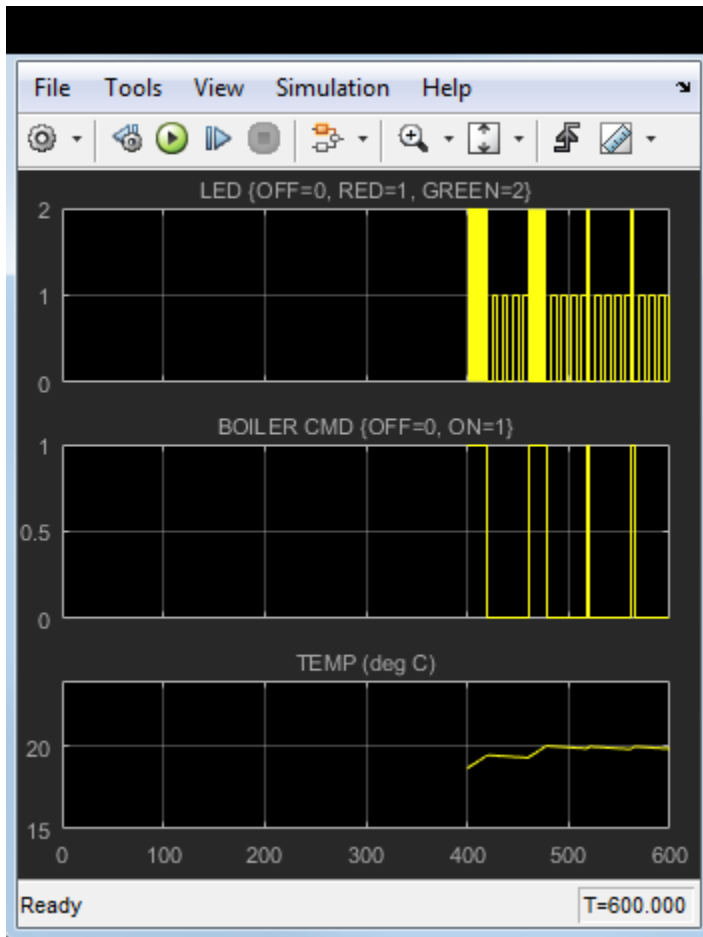 File Tools View Simulation Help
LED {OFF=0, RED=1, GREEN=2}
2
1
0
BOILER CMD {OFF=0, ON=1}
1
0.5
0
TEMP (deg C)
20
15
0 100 200 300 400 500 600
Ready T=600.000